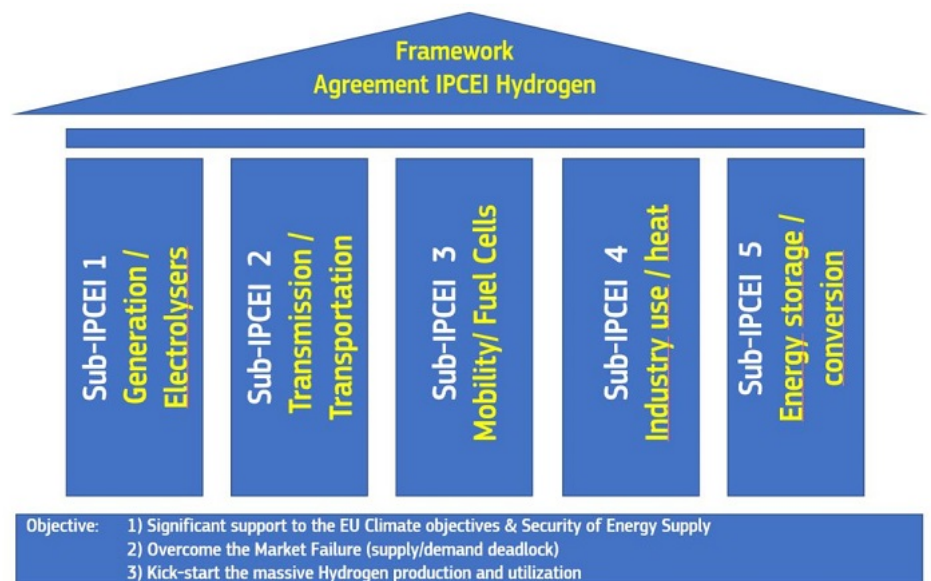 Framework
Agreement IPCEI Hydrogen
Sub-IPCEI 1
Generation /
Electrolysers
Sub-IPCEI 2
Transmission /
Transportation
Sub-IPCEI 3
Mobility/ Fuel Cells
Sub-IPCEI 4
Industry use / heat
Sub-IPCEI 5
Energy storage /
conversion
Objective: 1) Significant support to the EU Climate objectives & Security of Energy Supply
2) Overcome the Market Failure (supply/demand deadlock)
3) Kick-start the massive Hydrogen production and utilization